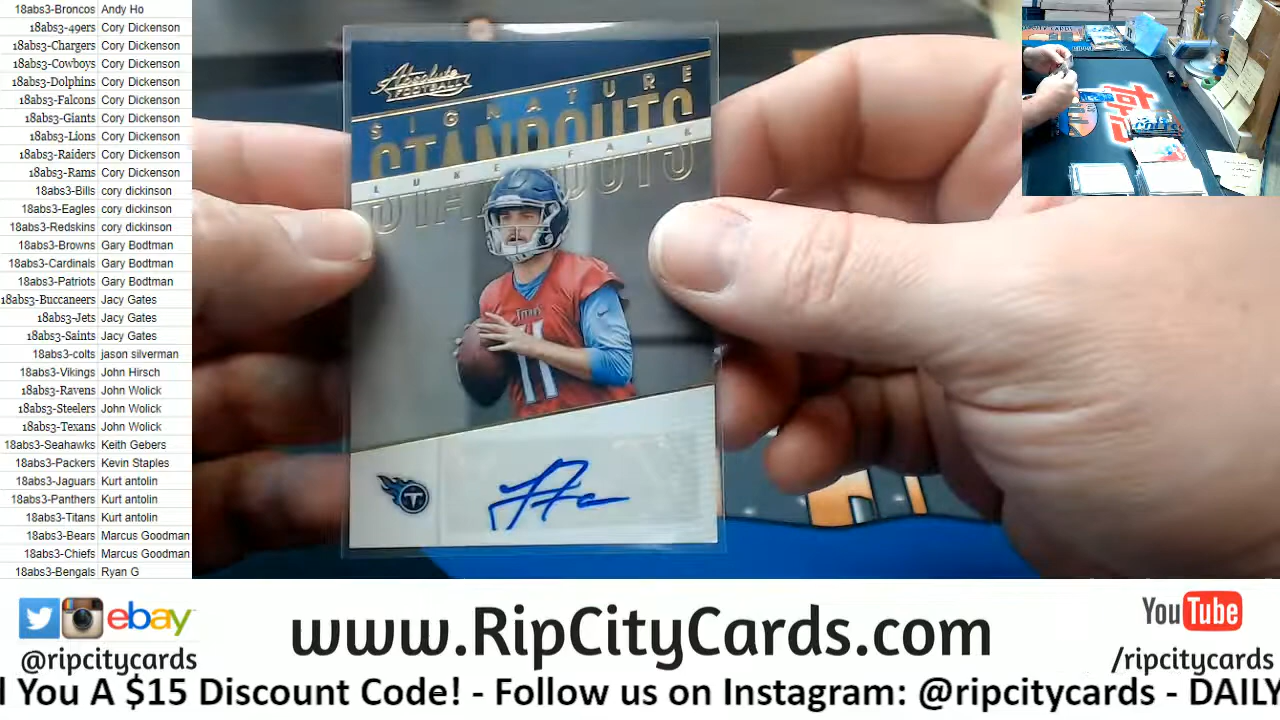 18abs3-Broncos Andy Ho
18abs3-49ers Cory Dickenson
18abs3-Chargers Cory Dickenson
18abs3-Cowboys Cory Dickenson
18abs3-Dolphins Cory Dickenson
18abs3-Falcons Cory Dickenson
18abs3-Giants Cory Dickenson
18abs3-Lions Cory Dickenson
18abs3-Raiders Cory Dickenson
18abs3-Rams Cory Dickenson
18abs3-Bills cory dickinson
18abs3-Eagles cory dickinson
18abs3-Redskins cory dickinson
18abs3-Browns Gary Bodtman
18abs3-Cardinals Gary Bodtman
18abs3-Patriots Gary Bodtman
18abs3-Buccaneers Jacy Gates
18abs3-Jets Jacy Gates
18abs3-Saints Jacy Gates
18abs3-colts jason silverman
18abs3-Vikings John Hirsch
18abs3-Ravens John Wolick
18abs3-Steelers John Wolick
18abs3-Texans John Wolick
18abs3-Seahawks Keith Gebers
18abs3-Packers Kevin Staples
18abs3-Jaguars Kurt antolin
18abs3-Panthers Kurt antolin
18abs3-Titans Kurt antolin
18abs3-Bears Marcus Goodman
18abs3-Chiefs Marcus Goodman
18abs3-Bengals Ryan G
Absolute
FOOTBALL
SIGNATURE
STANDOUTS
LUKE FALK
TITANS
11
T
ebay
@ripcitycards
www.RipCityCards.com
YouTube
/ripcitycards
You A $15 Discount Code! - Follow us on Instagram: @ripcitycards - DAILY